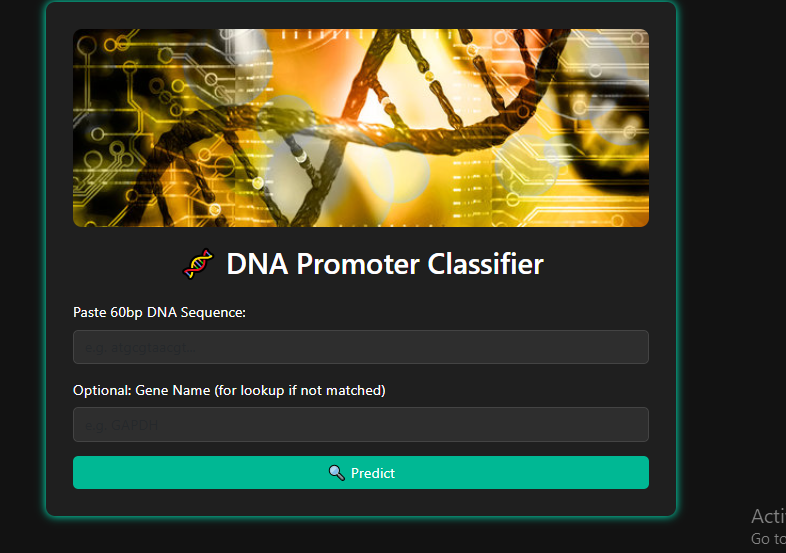 🧬 DNA Promoter Classifier
Paste 60bp DNA Sequence:
e.g. atgcgtaacgt.
Optional: Gene Name (for lookup if not matched)
e.g. GAPDH
🔍 Predict
Acti
Go to